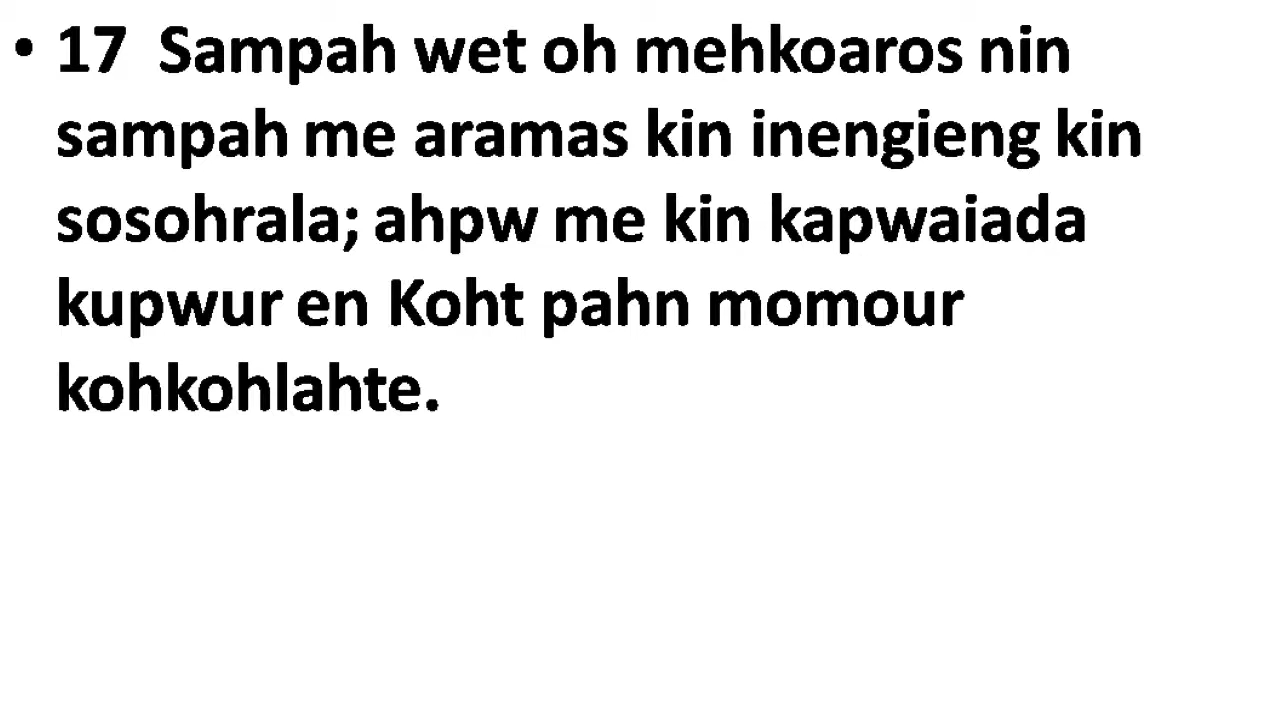 • 17  Sampah wet oh mehkoaros nin
sampah me aramas kin inengieng kin
sosohrala; ahpw me kin kapwaiada
kupwur en Koht pahn momour
kohkohlahte.